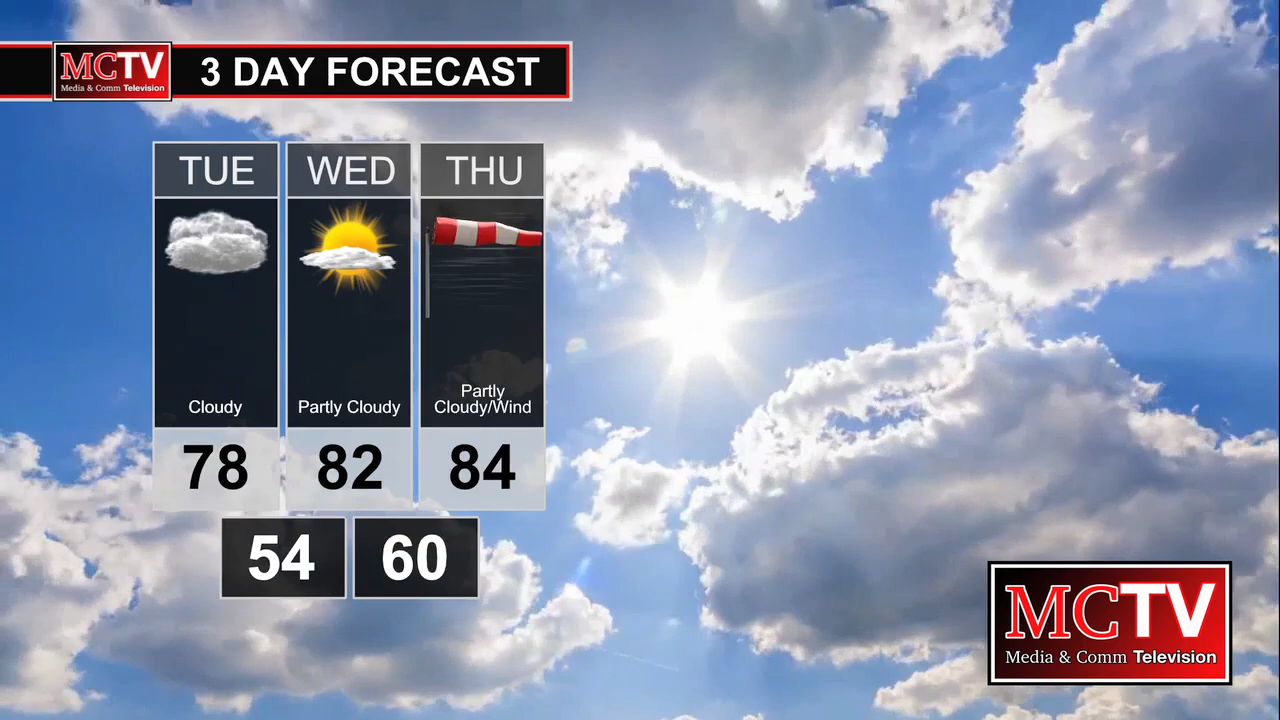 MCTV
Media & Comm Television
3 DAY FORECAST
TUE
WED
THU
Cloudy
Partly Cloudy
Partly
Cloudy/Wind
78
82
84
54
60
MCTV
Media & Comm Television